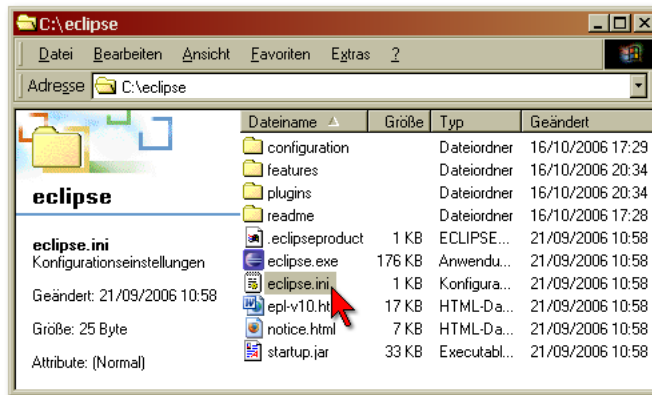 C:\eclipse
Datei Bearbeiten Ansicht Favoriten Extras ?
Adresse C:\eclipse
Dateiname Größe Typ Geändert
configuration Dateiordner 16/10/2006 17:29
features Dateiordner 16/10/2006 20:34
plugins Dateiordner 16/10/2006 20:34
readme Dateiordner 16/10/2006 17:28
.eclipseproduct 1 KB ECLIPSE... 21/09/2006 10:58
eclipse.exe 176 KB Anwendu... 21/09/2006 10:58
eclipse.ini 1 KB Konfigura... 21/09/2006 10:58
epl-v10.ht 17 KB HTML-Da... 21/09/2006 10:58
notice.html 7 KB HTML-Da... 21/09/2006 10:58
startup.jar 33 KB Executabl... 21/09/2006 10:58
eclipse
eclipse.ini
Konfigurationseinstellungen
Geändert: 21/09/2006 10:58
Größe: 25 Byte
Attribute: (Normal)